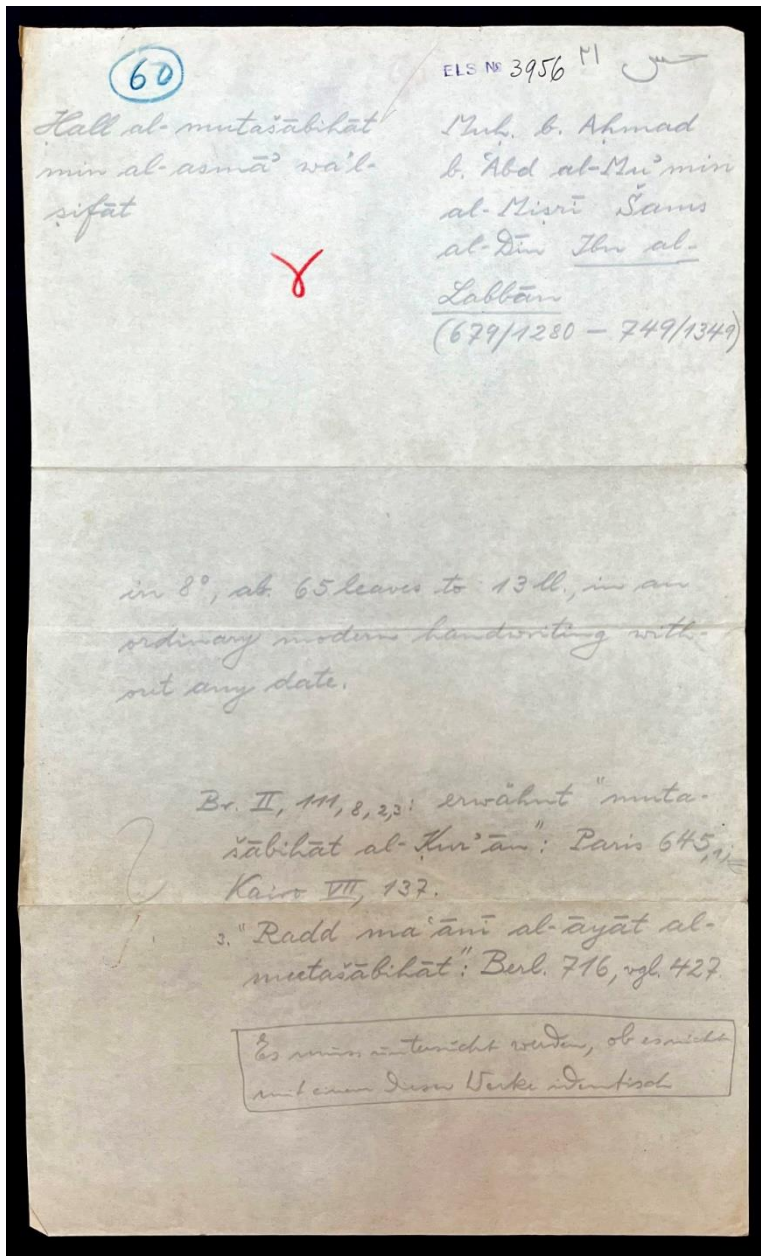 60
ELS № 3956
Ḥall al-mutašābihāt
min al-asmāʾ waʾl-
ṣifāt
Muḥ. b. Aḥmad
b. ʿAbd al-Muʾmin
al-Miṣrī Šams
al-Dīn Ibn al-
Labbān
(679/1280 — 749/1349)
in 8°, ab. 65 leaves to 13 ll., in an
ordinary modern handwriting with-
out any date.
Br. II, 111, 8, 2,3: erwähnt "muta-
šābihāt al-Ḳurʾān": Paris 645,1,
Kairo VII, 137.
3. "Radd maʿānī al-āyāt al-
mutašābihāt": Berl. 716, vgl. 427.
Es muss untersucht werden, ob es nicht
mit einem dieser Werke identisch